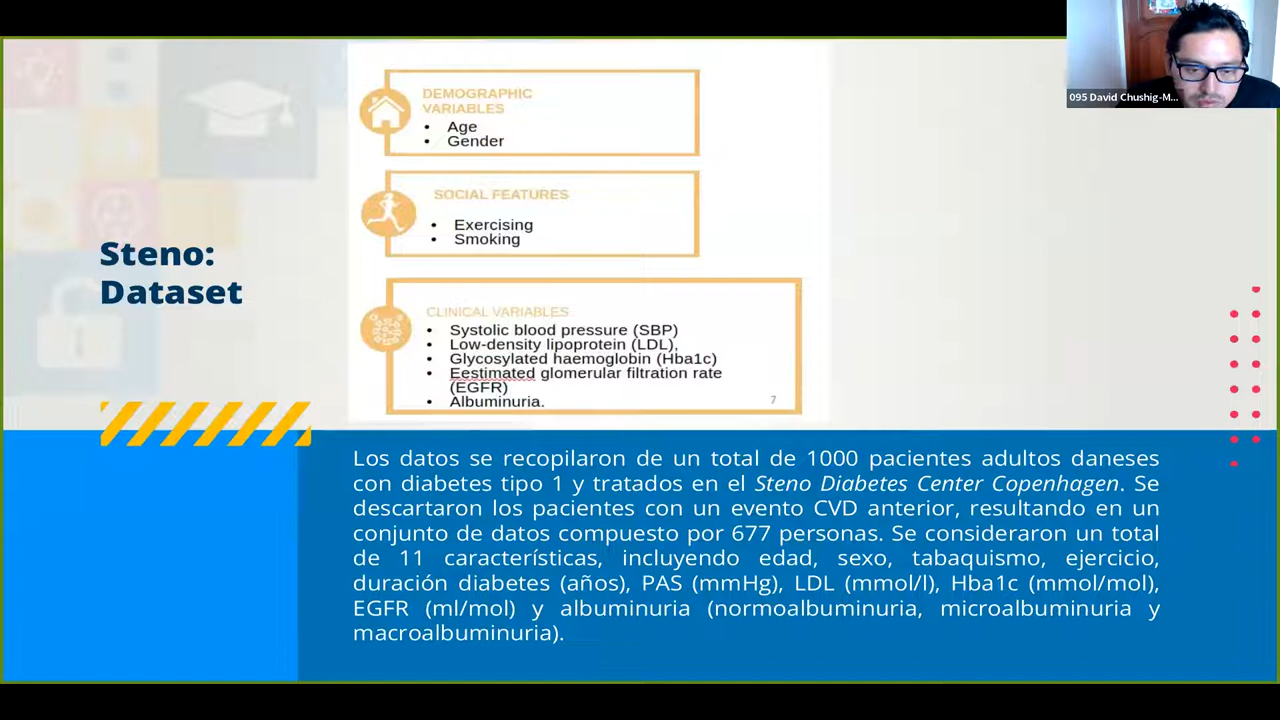 095 David Chushig-M...
DEMOGRAPHIC
VARIABLES
• Age
• Gender
SOCIAL FEATURES
• Exercising
• Smoking
Steno:
Dataset
CLINICAL VARIABLES
• Systolic blood pressure (SBP)
• Low-density lipoprotein (LDL),
• Glycosylated haemoglobin (Hba1c)
• Eestimated glomerular filtration rate
(EGFR)
• Albuminuria.
7
Los datos se recopilaron de un total de 1000 pacientes adultos daneses
con diabetes tipo 1 y tratados en el Steno Diabetes Center Copenhagen. Se
descartaron los pacientes con un evento CVD anterior, resultando en un
conjunto de datos compuesto por 677 personas. Se consideraron un total
de 11 características, incluyendo edad, sexo, tabaquismo, ejercicio,
duración diabetes (años), PAS (mmHg), LDL (mmol/l), Hba1c (mmol/mol),
EGFR (ml/mol) y albuminuria (normoalbuminuria, microalbuminuria y
macroalbuminuria).